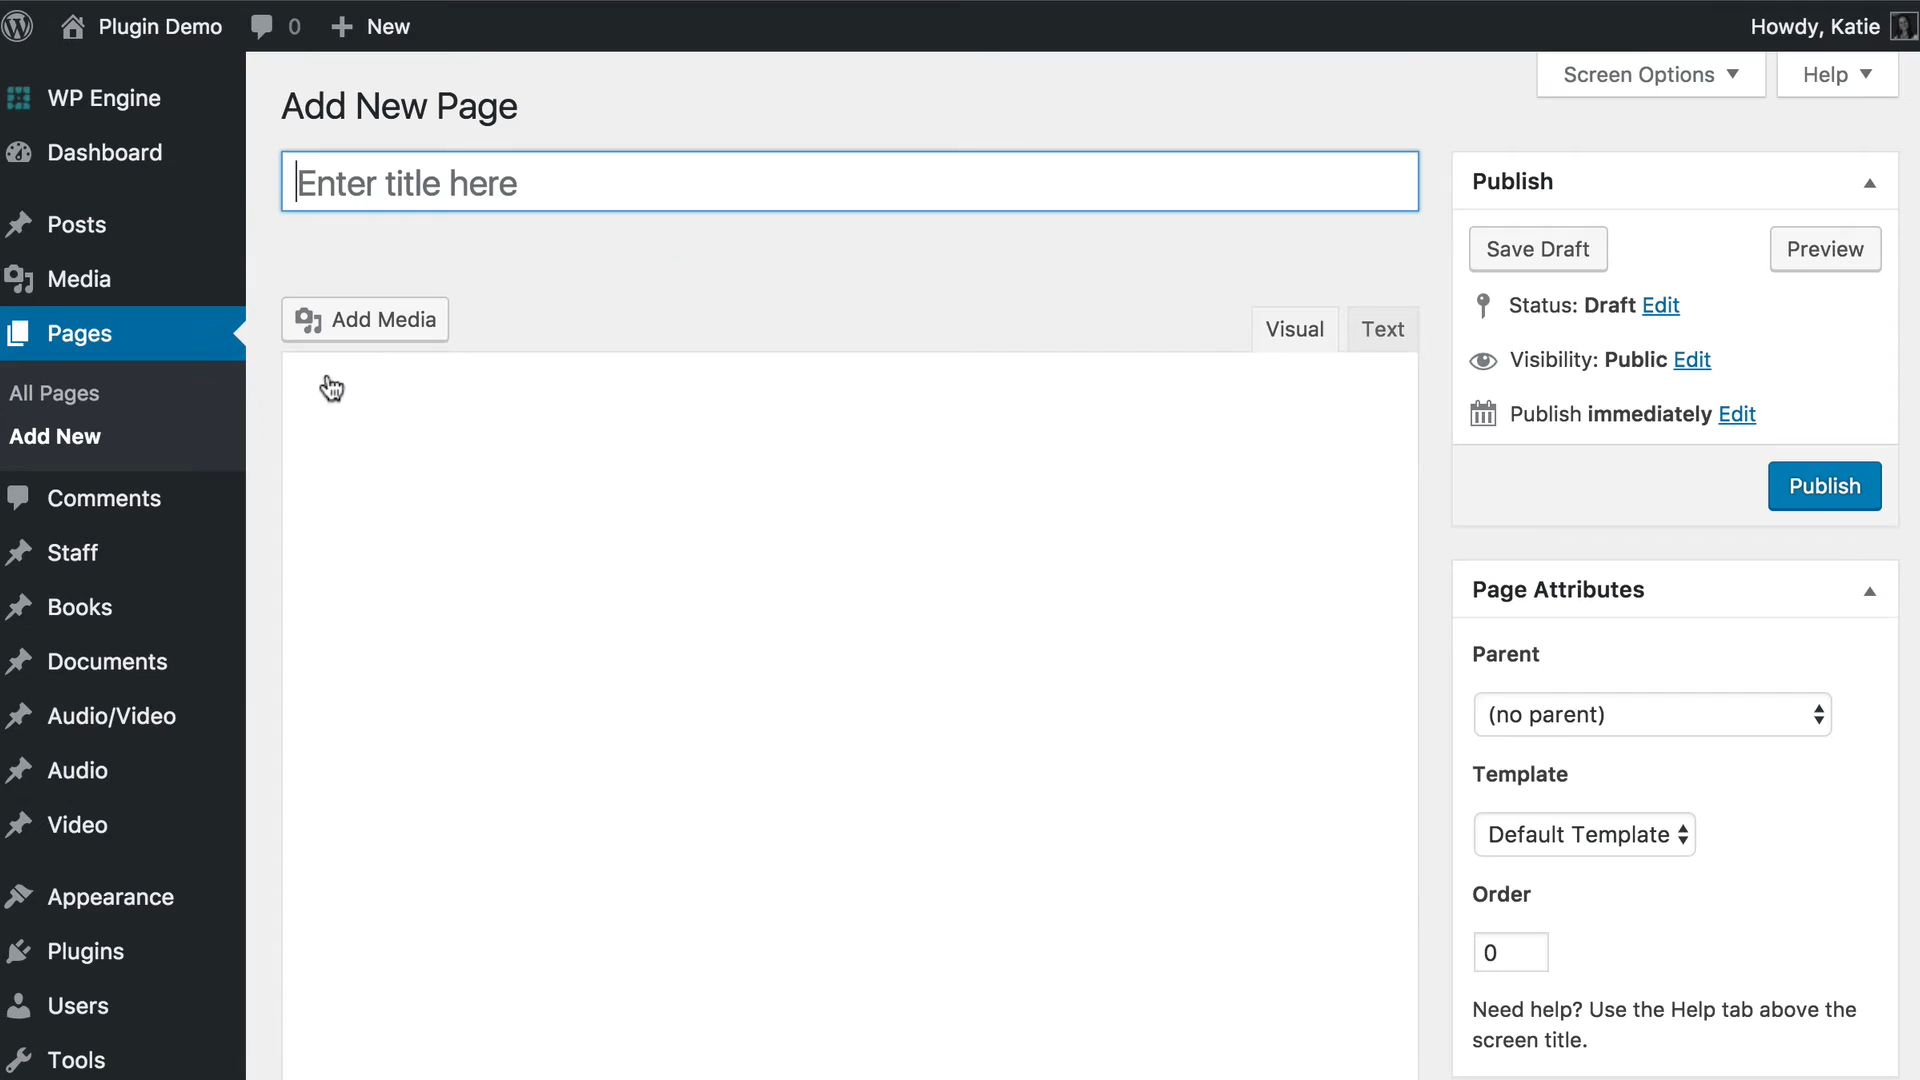 Plugin Demo 0 New Howdy, Katie
WP Engine
Dashboard
Posts
Media
Pages
All Pages
Add New
Comments
Staff
Books
Documents
Audio/Video
Audio
Video
Appearance
Plugins
Users
Tools
Screen Options Help
Add New Page
Enter title here
Add Media
Visual Text
Publish
Save Draft Preview
Status: Draft Edit
Visibility: Public Edit
Publish immediately Edit
Publish
Page Attributes
Parent
(no parent)
Template
Default Template
Order
0
Need help? Use the Help tab above the
screen title.